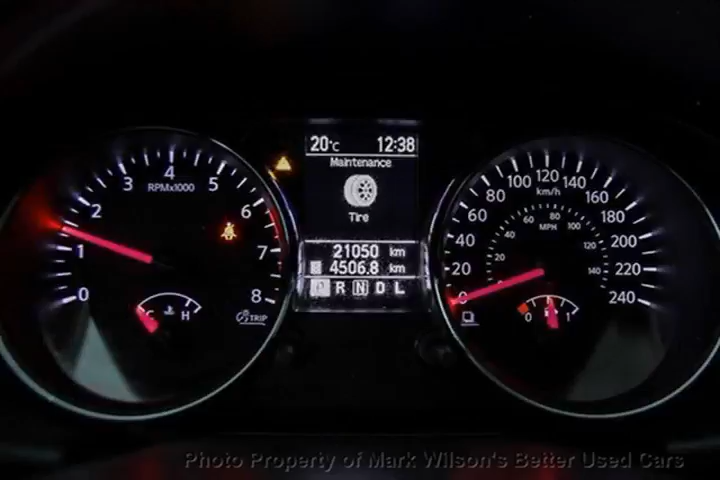 20°C 12:38
Maintenance
Tire
21050 km
4506.8 km
P R N D L
0 1 2 3 4 5 6 7 8
RPMx1000
C H
TRIP
0 20 40 60 80 100 120 140 160 180 200 220 240
km/h
20 40 60 80 100 120 140
MPH
0 1
Photo Property of Mark Wilson's Better Used Cars